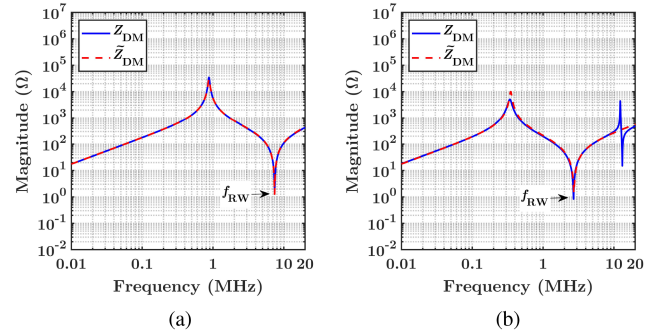 Z_DM
Z̃_DM
10^7
10^6
10^5
10^4
10^3
10^2
10^1
10^0
10^-1
10^-2
Magnitude (Ω)
f_RW
0.01 0.1 1 10 20
Frequency (MHz)
(a)
Z_DM
Z̃_DM
10^7
10^6
10^5
10^4
10^3
10^2
10^1
10^0
10^-1
10^-2
Magnitude (Ω)
f_RW
0.01 0.1 1 10 20
Frequency (MHz)
(b)